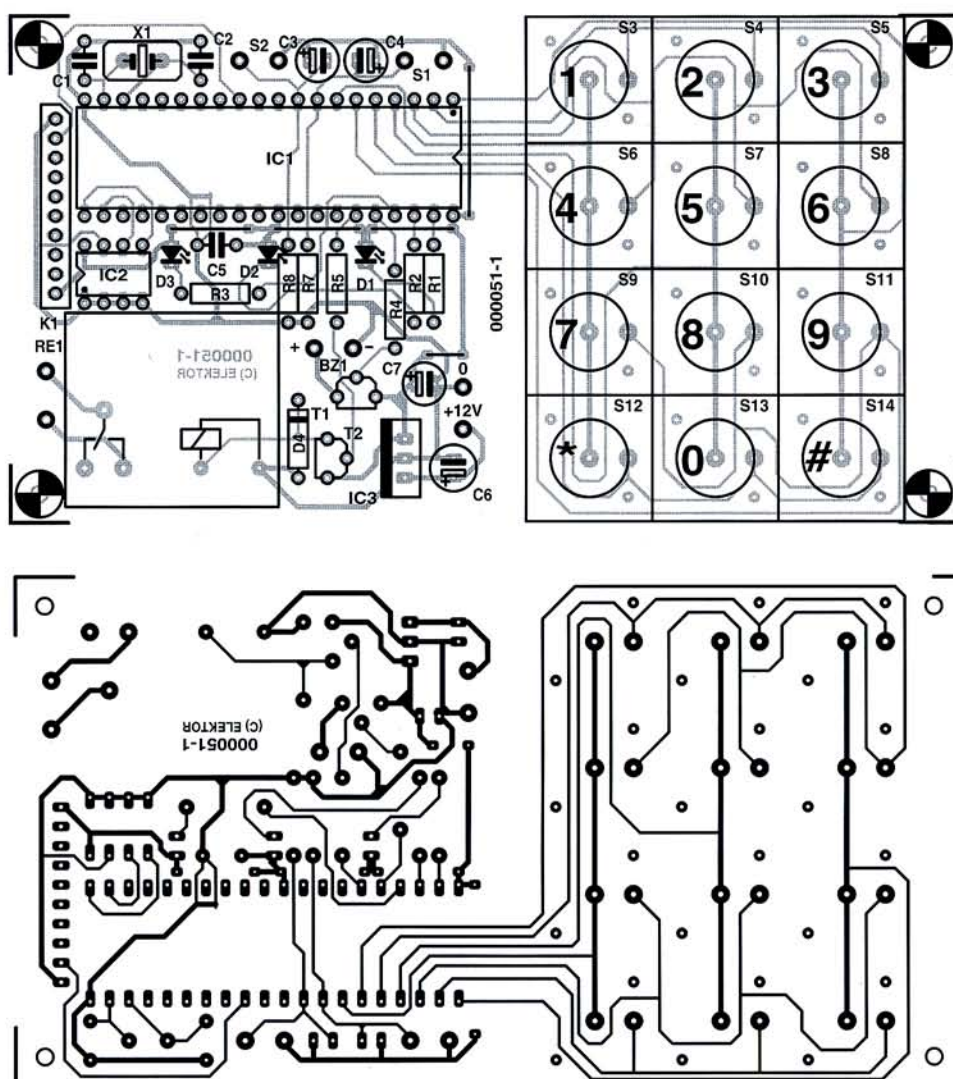 X1
C2
C3
C4
C1
S2
S1
IC1
IC2
D3
C5
D2
R8
R7
R5
D1
R4
R2
R1
R3
K1
RE1
000051-1
(C) ELEKTOR
000051-1
+
BZ1
-
C7
0
T1
T2
+12V
D4
IC3
C6
+
+
+
+
S3
S4
S5
1
2
3
S6
S7
S8
4
5
6
S9
S10
S11
7
8
9
S12
S13
S14
*
0
#
000051-1
(C) ELEKTOR